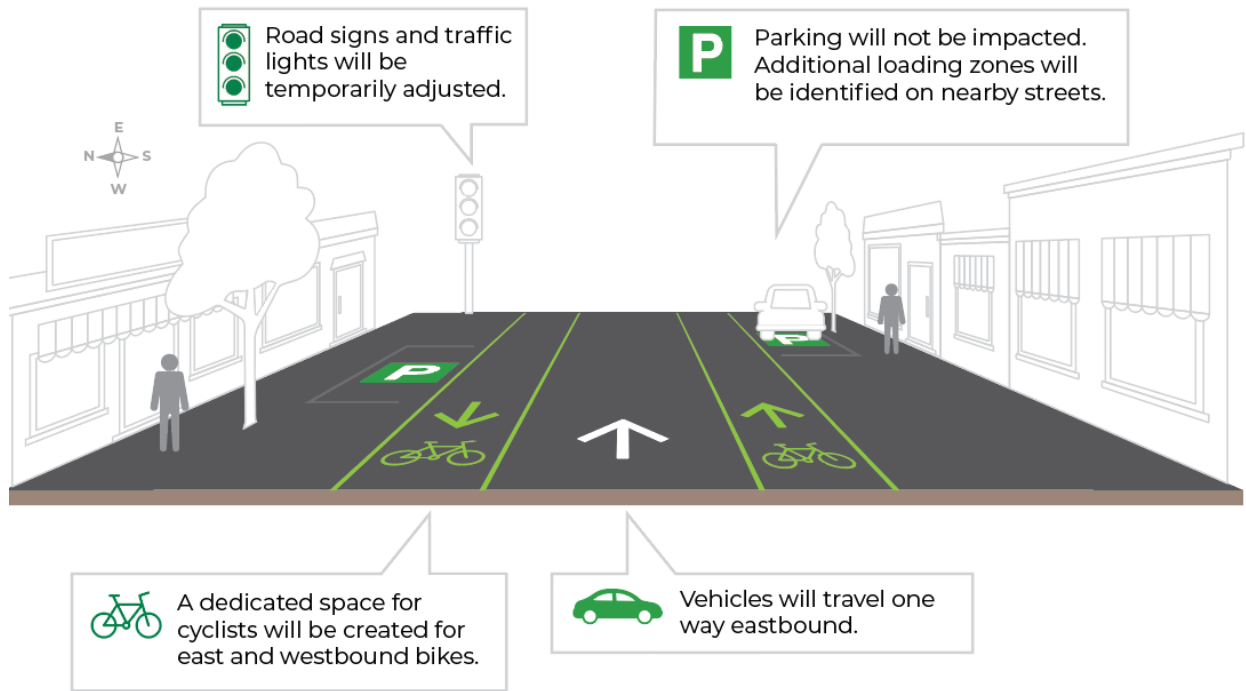 Road signs and traffic
lights will be
temporarily adjusted.
P
Parking will not be impacted.
Additional loading zones will
be identified on nearby streets.
E
N S
W
P
P
A dedicated space for
cyclists will be created for
east and westbound bikes.
Vehicles will travel one
way eastbound.